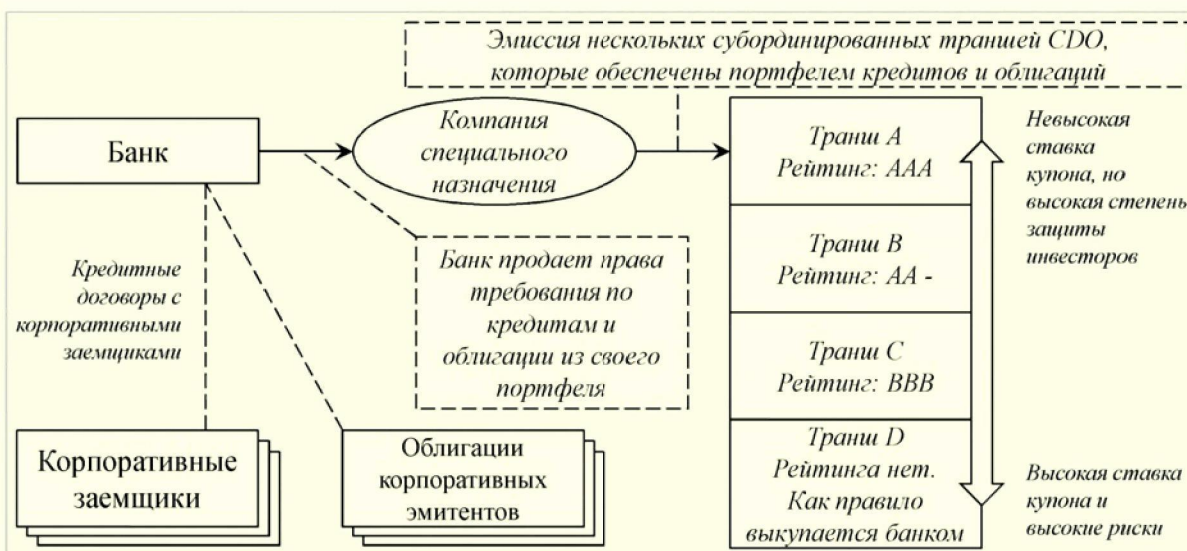 Эмиссия нескольких субординированных траншей CDO,
которые обеспечены портфелем кредитов и облигаций
Банк
Компания
специального
назначения
Транш A
Рейтинг: AAA
Транш B
Рейтинг: AA -
Транш C
Рейтинг: BBB
Транш D
Рейтинга нет.
Как правило
выкупается банком
Невысокая
ставка
купона, но
высокая степень
защиты
инвесторов
Высокая ставка
купона и
высокие риски
Кредитные
договоры с
корпоративными
заемщиками
Банк продает права
требования по
кредитам и
облигации из своего
портфеля
Корпоративные
заемщики
Облигации
корпоративных
эмитентов